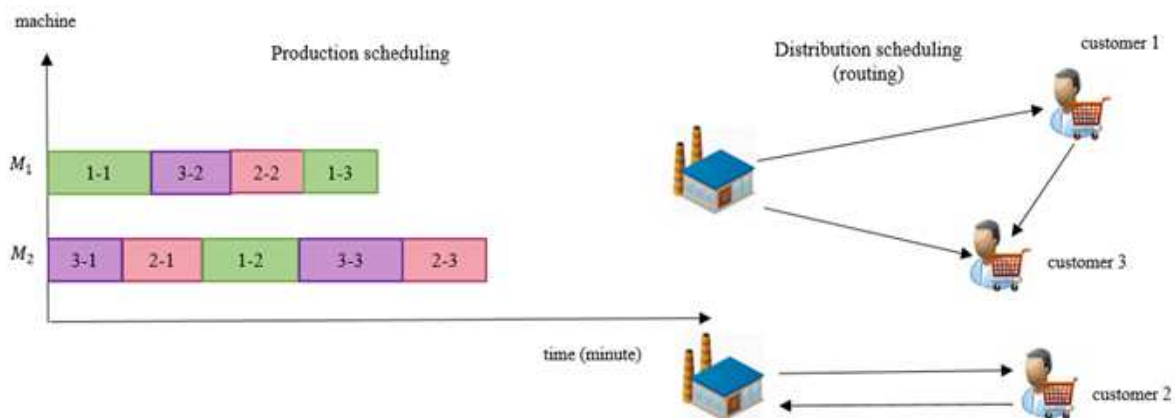 machine
Production scheduling
Distribution scheduling
(routing)
customer 1
M₁
1-1 3-2 2-2 1-3
M₂
3-1 2-1 1-2 3-3 2-3
customer 3
time (minute)
customer 2